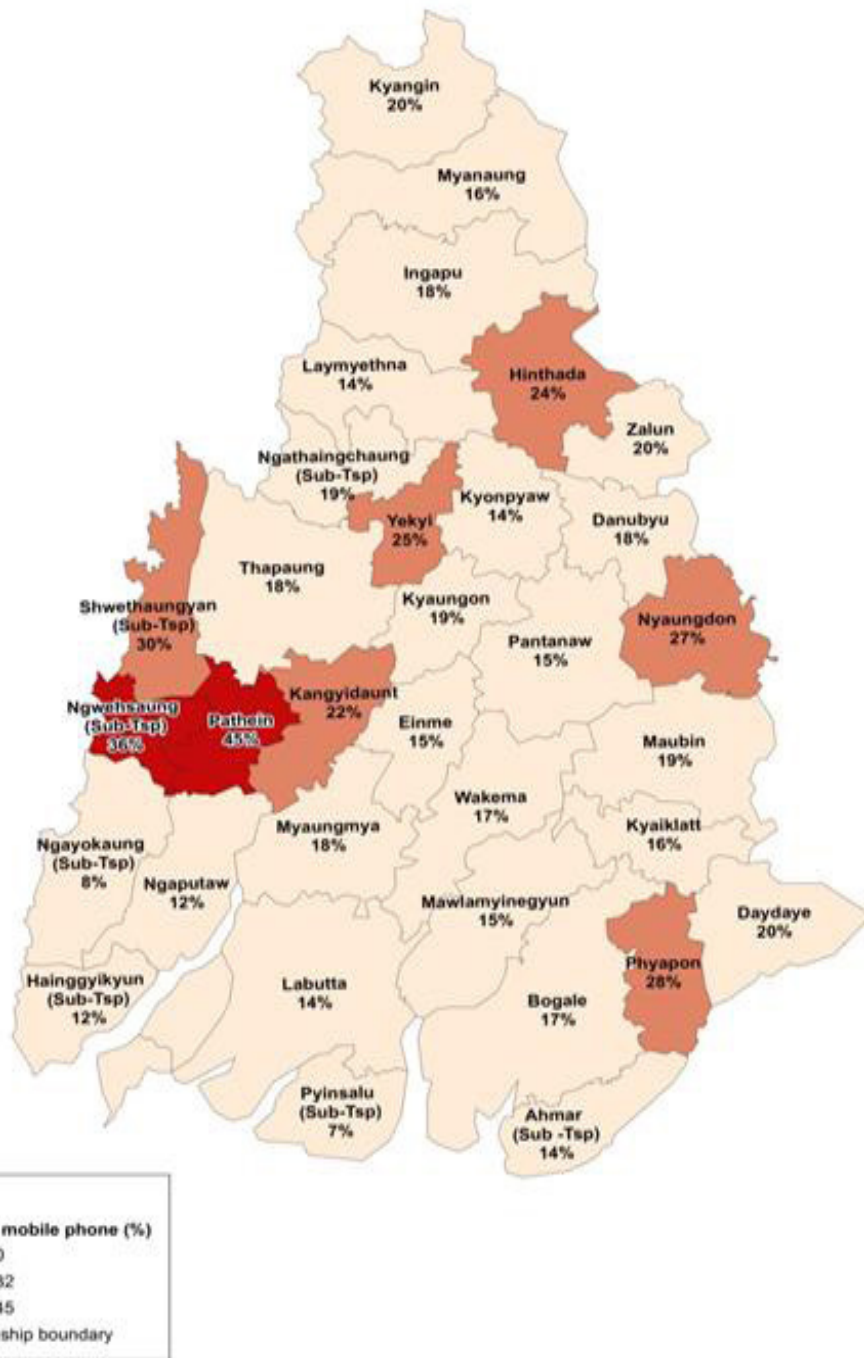 Kyangin
20%
Myanaung
16%
Ingapu
18%
Hinthada
24%
Laymyethna
14%
Zalun
20%
Ngathaingchaung
(Sub-Tsp)
19%
Kyonpyaw
14%
Yekyi
25%
Danubyu
18%
Thapaung
18%
Kyaungon
19%
Shwethaungyan
(Sub-Tsp)
30%
Nyaungdon
27%
Pantanaw
15%
Kangyidaunt
22%
Ngwehsaung
(Sub-Tsp)
36%
Pathein
45%
Einme
15%
Maubin
19%
Wakema
17%
Myaungmya
18%
Kyaiklatt
16%
Ngayokaung
(Sub-Tsp)
8%
Ngaputaw
12%
Mawlamyinegyun
15%
Daydaye
20%
Phyapon
28%
Hainggyikyun
(Sub-Tsp)
12%
Labutta
14%
Bogale
17%
Pyinsalu
(Sub-Tsp)
7%
Ahmar
(Sub -Tsp)
14%
mobile phone (%)
boundary